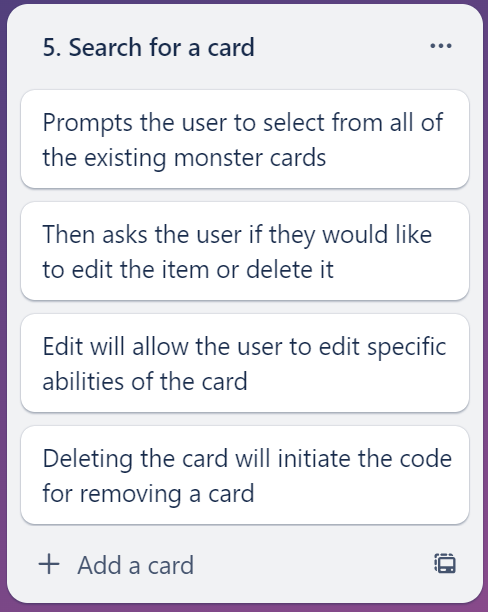 5. Search for a card
Prompts the user to select from all of
the existing monster cards
Then asks the user if they would like
to edit the item or delete it
Edit will allow the user to edit specific
abilities of the card
Deleting the card will initiate the code
for removing a card
Add a card